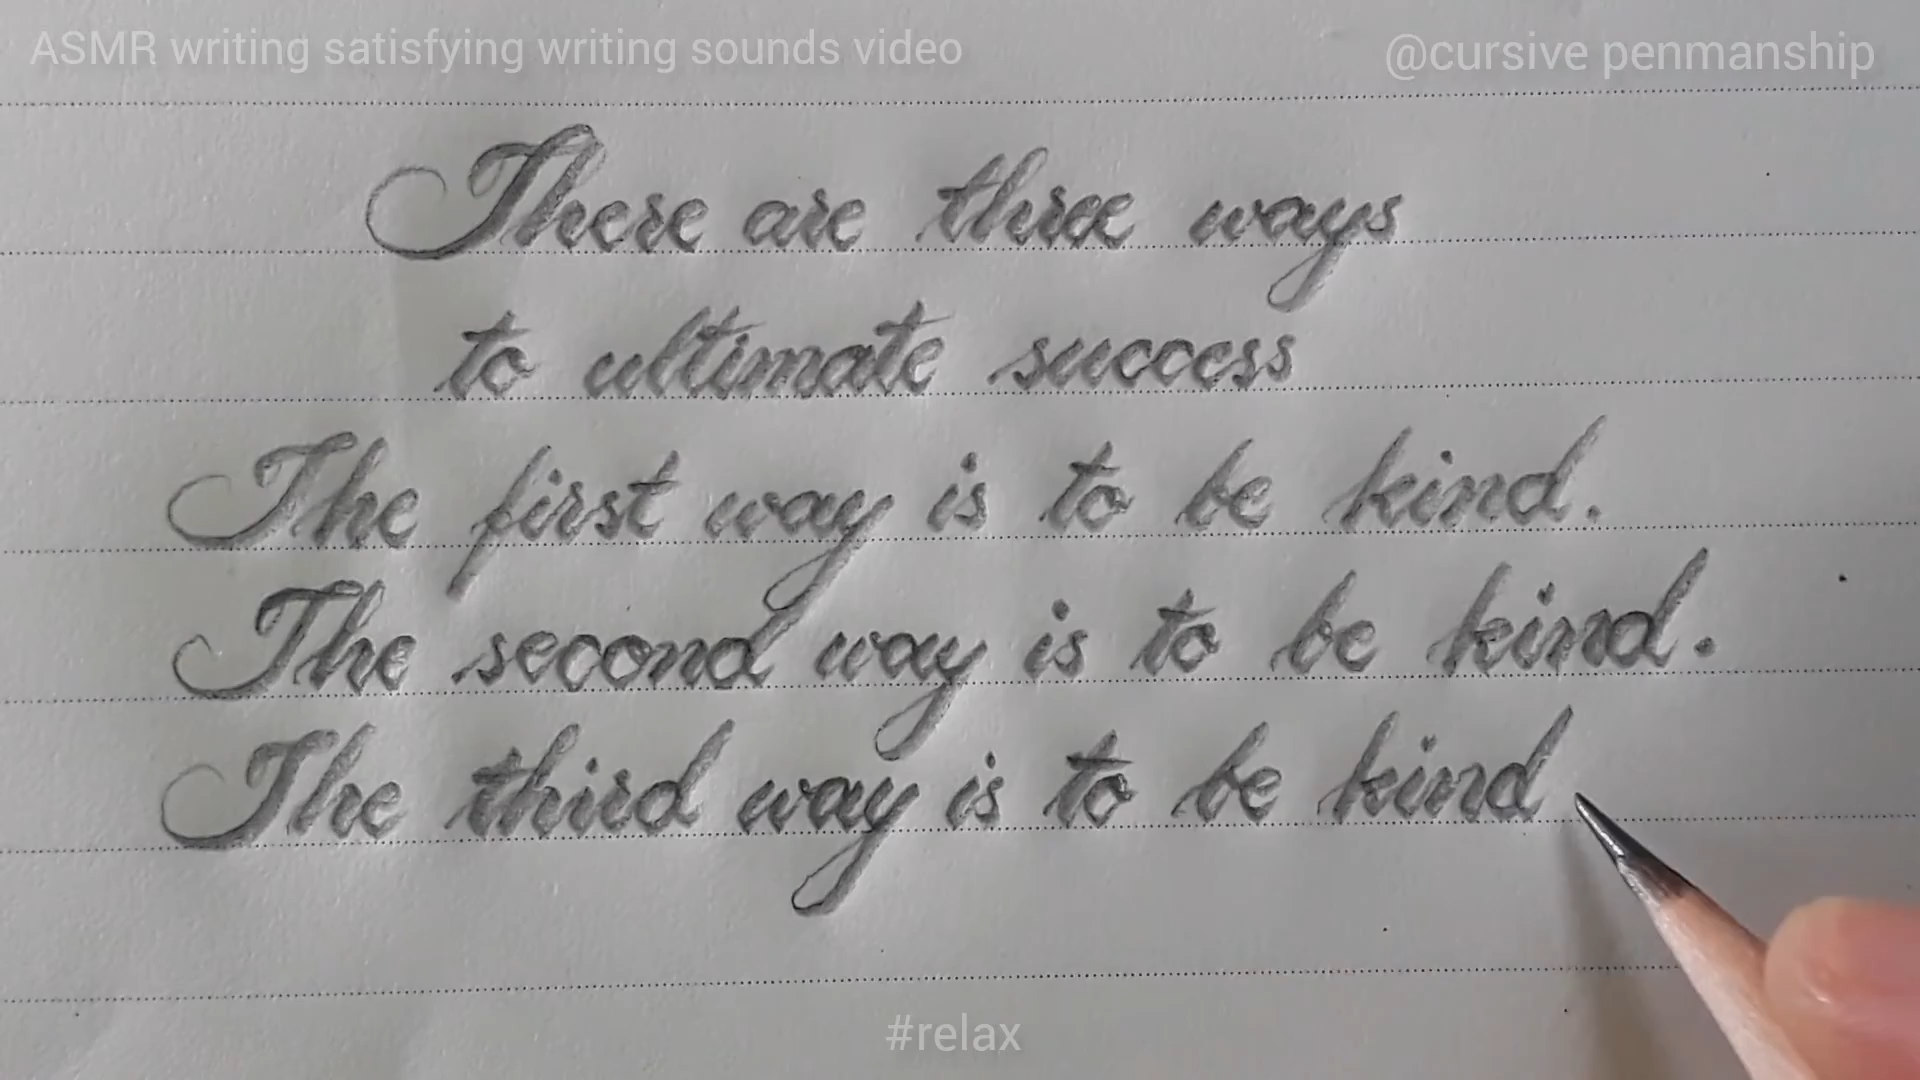 ASMR writing satisfying writing sounds video
@cursive penmanship
There are three ways
to ultimate success
The first way is to be kind.
The second way is to be kind.
The third way is to be kind
#relax